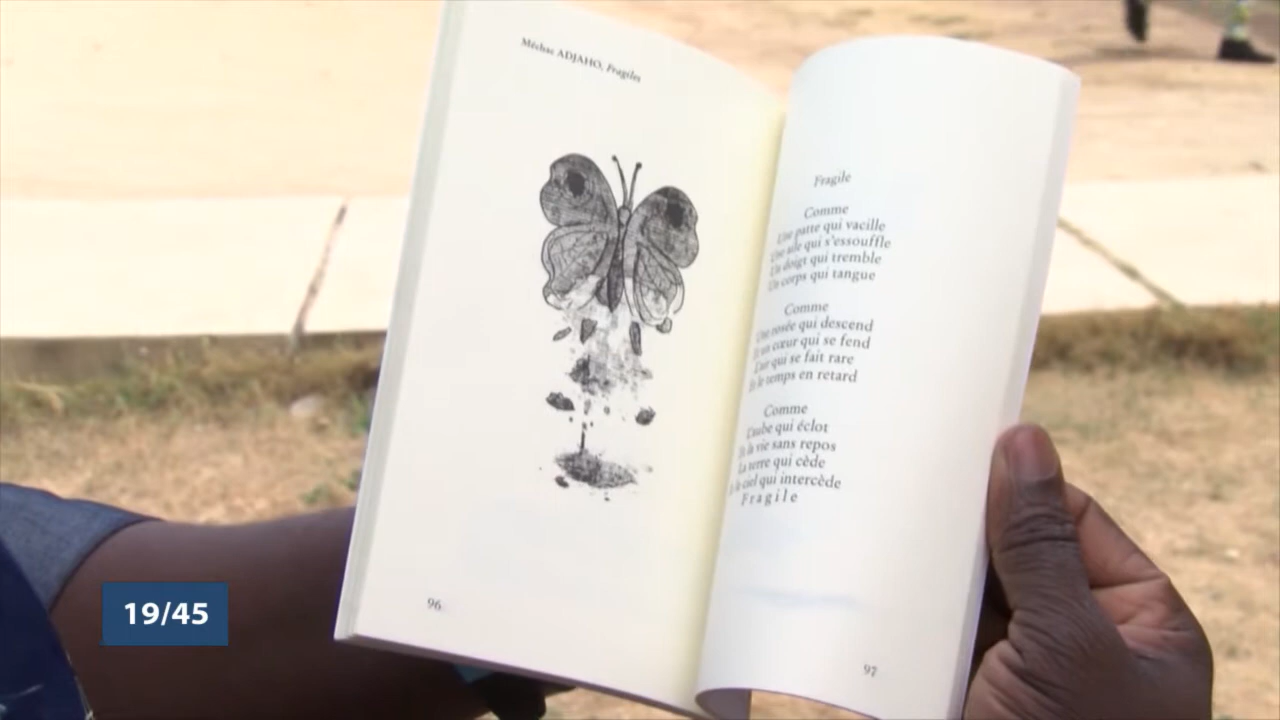 Méchac ADJAHO, Fragiles
96
Fragile
Comme
Une patte qui vacille
Une aile qui s'essouffle
Un doigt qui tremble
Un corps qui tangue
Comme
Une rosée qui descend
Et un cœur qui se fend
L'air qui se fait rare
Et le temps en retard
Comme
L'aube qui éclot
Et la vie sans repos
La terre qui cède
Et le ciel qui intercède
Fragile
97
19/45